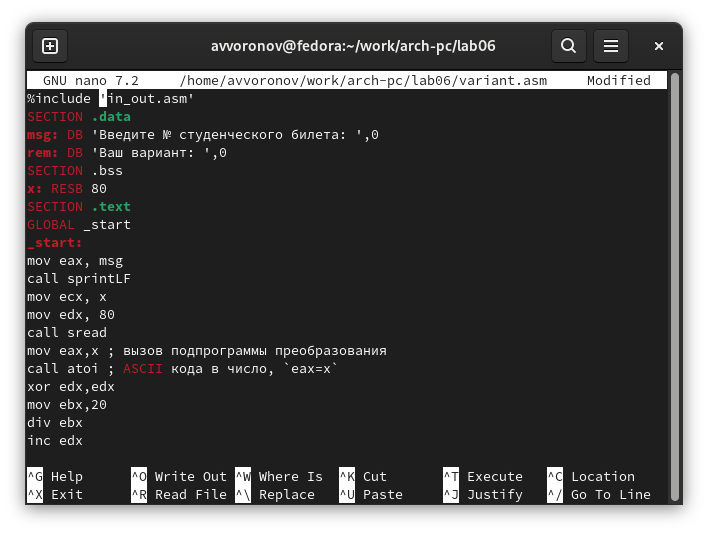 avvoronov@fedora:~/work/arch-pc/lab06
GNU nano 7.2 /home/avvoronov/work/arch-pc/lab06/variant.asm Modified
%include 'in_out.asm'
SECTION .data
msg: DB 'Введите № студенческого билета: ',0
rem: DB 'Ваш вариант: ',0
SECTION .bss
x: RESB 80
SECTION .text
GLOBAL _start
_start:
mov eax, msg
call sprintLF
mov ecx, x
mov edx, 80
call sread
mov eax,x ; вызов подпрограммы преобразования
call atoi ; ASCII кода в число, `eax=x`
xor edx,edx
mov ebx,20
div ebx
inc edx
^G Help ^O Write Out ^W Where Is ^K Cut ^T Execute ^C Location
^X Exit ^R Read File ^\ Replace ^U Paste ^J Justify ^/ Go To Line